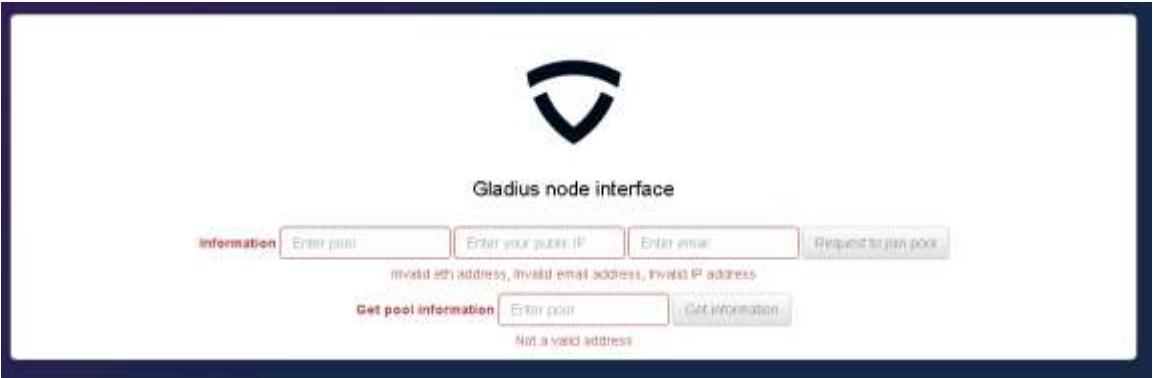 Gladius node interface
Information Enter pool Enter your public IP Enter email Request to join pool
Invalid eth address, Invalid email address, Invalid IP address
Get pool information Enter pool Get information
Not a valid address